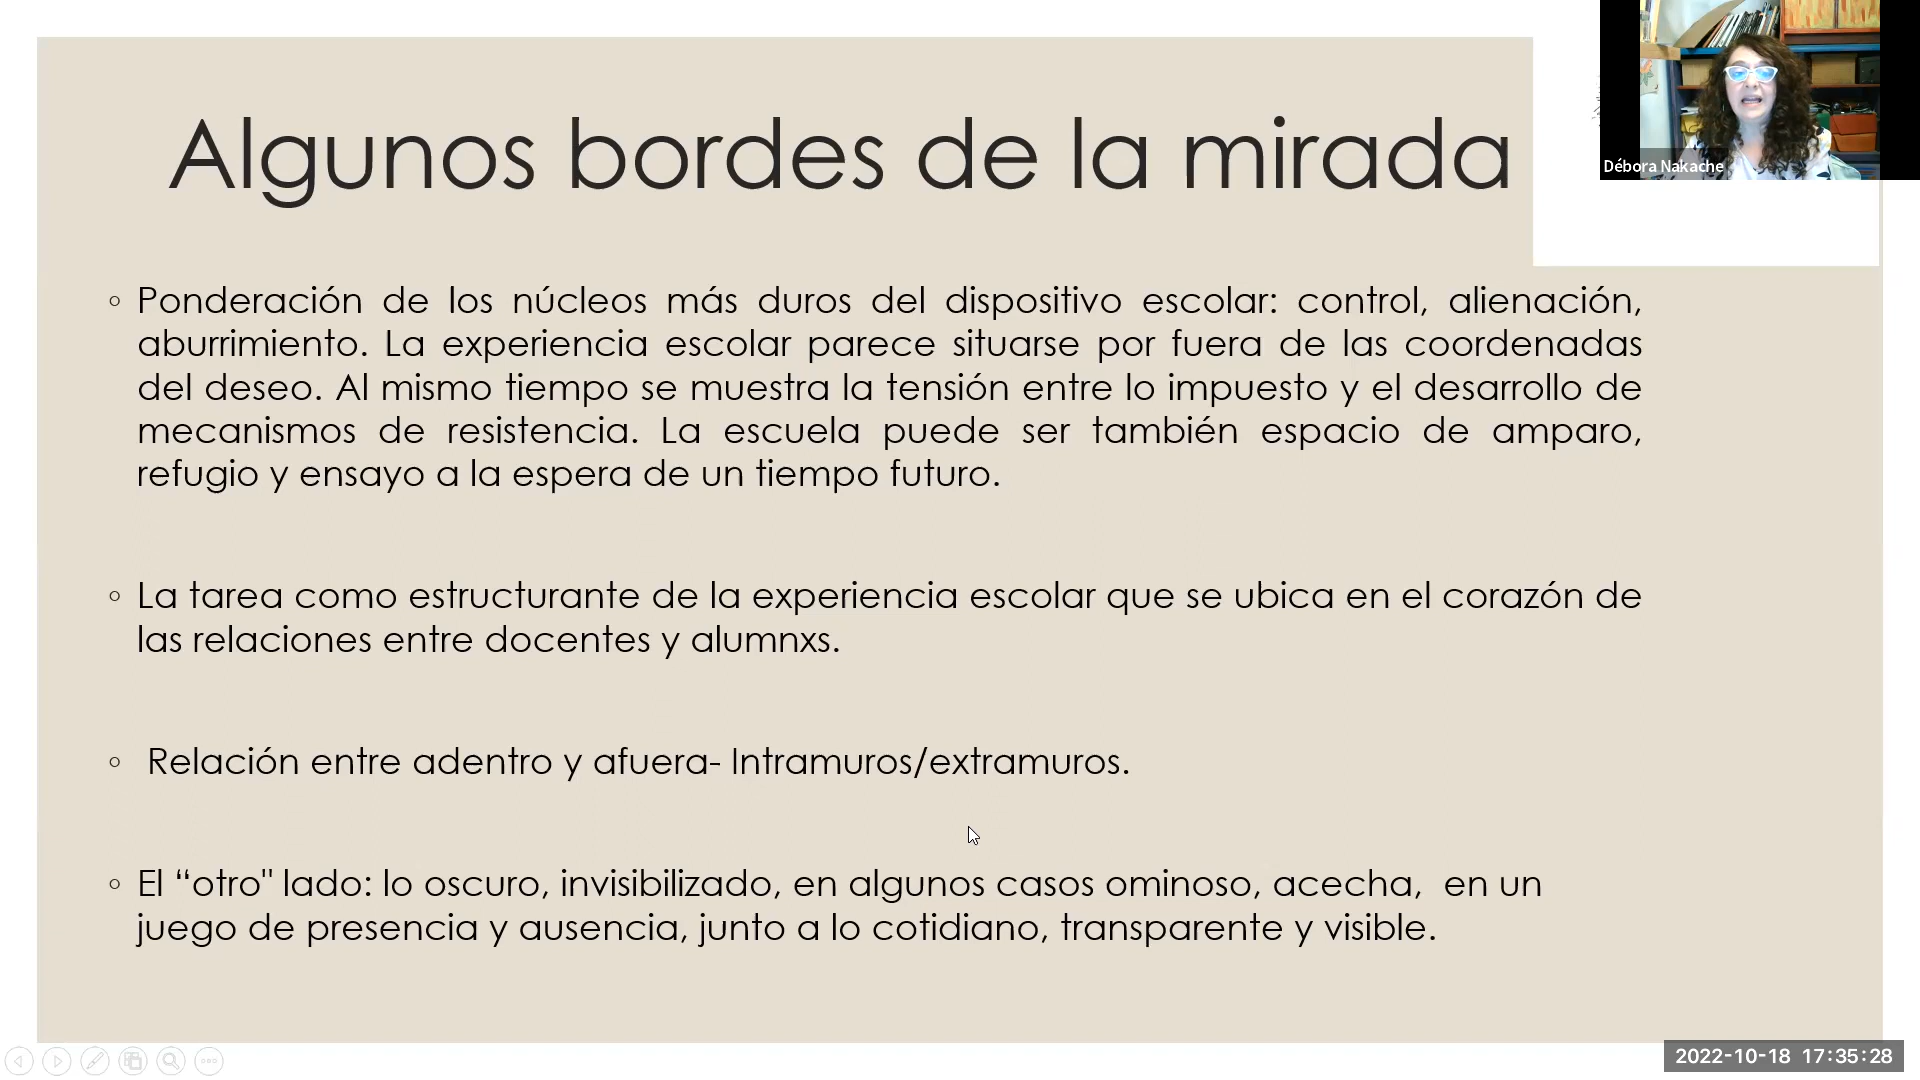 Algunos bordes de la mirada
Débora Nakache
◦ Ponderación de los núcleos más duros del dispositivo escolar: control, alienación,
aburrimiento. La experiencia escolar parece situarse por fuera de las coordenadas
del deseo. Al mismo tiempo se muestra la tensión entre lo impuesto y el desarrollo de
mecanismos de resistencia. La escuela puede ser también espacio de amparo,
refugio y ensayo a la espera de un tiempo futuro.
◦ La tarea como estructurante de la experiencia escolar que se ubica en el corazón de
las relaciones entre docentes y alumnxs.
◦ Relación entre adentro y afuera- Intramuros/extramuros.
◦ El “otro" lado: lo oscuro, invisibilizado, en algunos casos ominoso, acecha,  en un
juego de presencia y ausencia, junto a lo cotidiano, transparente y visible.
2022-10-18 17:35:28